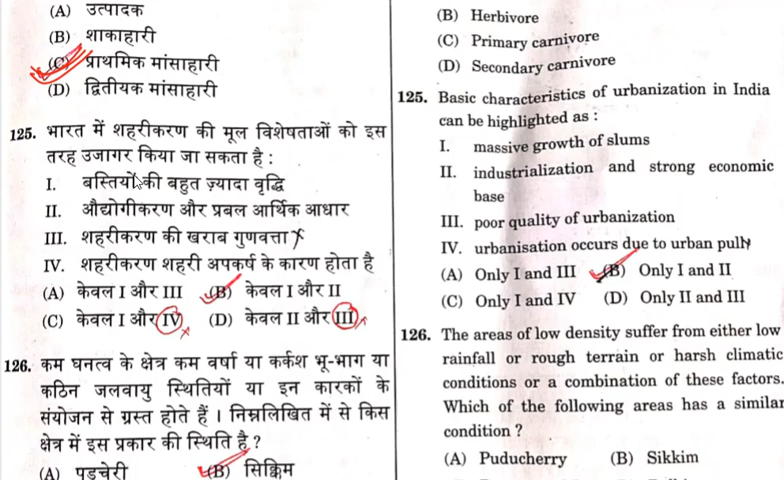 (A) उत्पादक
(B) शाकाहारी
(C) प्राथमिक मांसाहारी
(D) द्वितीयक मांसाहारी
125. भारत में शहरीकरण की मूल विशेषताओं को इस
तरह उजागर किया जा सकता है :
I. बस्तियों की बहुत ज़्यादा वृद्धि
II. औद्योगीकरण और प्रबल आर्थिक आधार
III. शहरीकरण की खराब गुणवत्ता
IV. शहरीकरण शहरी अपकर्ष के कारण होता है
(A) केवल I और III (B) केवल I और II
(C) केवल I और IV (D) केवल II और III
126. कम घनत्व के क्षेत्र कम वर्षा या कर्कश भू-भाग या
कठिन जलवायु स्थितियों या इन कारकों के
संयोजन से ग्रस्त होते हैं । निम्नलिखित में से किस
क्षेत्र में इस प्रकार की स्थिति है ?
(A) पुडुचेरी (B) सिक्किम
(B) Herbivore
(C) Primary carnivore
(D) Secondary carnivore
125. Basic characteristics of urbanization in India
can be highlighted as :
I. massive growth of slums
II. industrialization and strong economic
base
III. poor quality of urbanization
IV. urbanisation occurs due to urban pull
(A) Only I and III (B) Only I and II
(C) Only I and IV (D) Only II and III
126. The areas of low density suffer from either low
rainfall or rough terrain or harsh climatic
conditions or a combination of these factors.
Which of the following areas has a similar
condition ?
(A) Puducherry (B) Sikkim